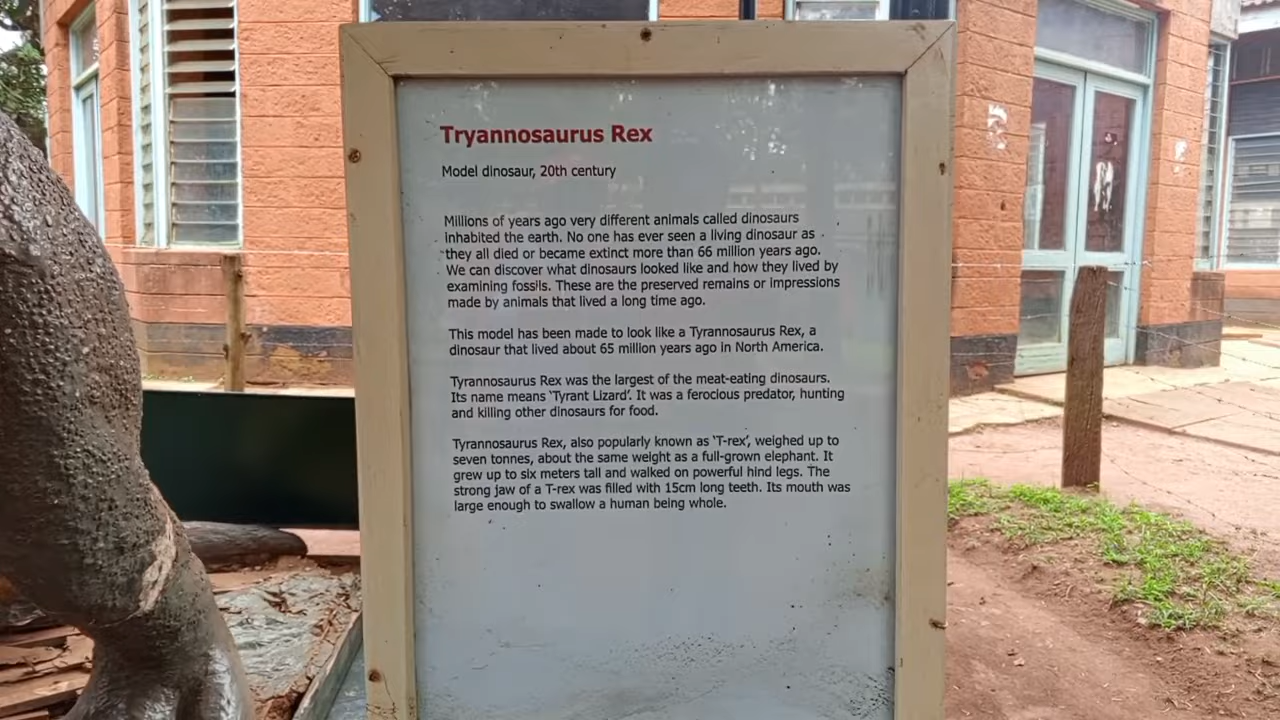 Tryannosaurus Rex
Model dinosaur, 20th century
Millions of years ago very different animals called dinosaurs
inhabited the earth. No one has ever seen a living dinosaur as
they all died or became extinct more than 66 million years ago.
We can discover what dinosaurs looked like and how they lived by
examining fossils. These are the preserved remains or impressions
made by animals that lived a long time ago.
This model has been made to look like a Tyrannosaurus Rex, a
dinosaur that lived about 65 million years ago in North America.
Tyrannosaurus Rex was the largest of the meat-eating dinosaurs.
Its name means ‘Tyrant Lizard’. It was a ferocious predator, hunting
and killing other dinosaurs for food.
Tyrannosaurus Rex, also popularly known as ‘T-rex’, weighed up to
seven tonnes, about the same weight as a full-grown elephant. It
grew up to six meters tall and walked on powerful hind legs. The
strong jaw of a T-rex was filled with 15cm long teeth. Its mouth was
large enough to swallow a human being whole.